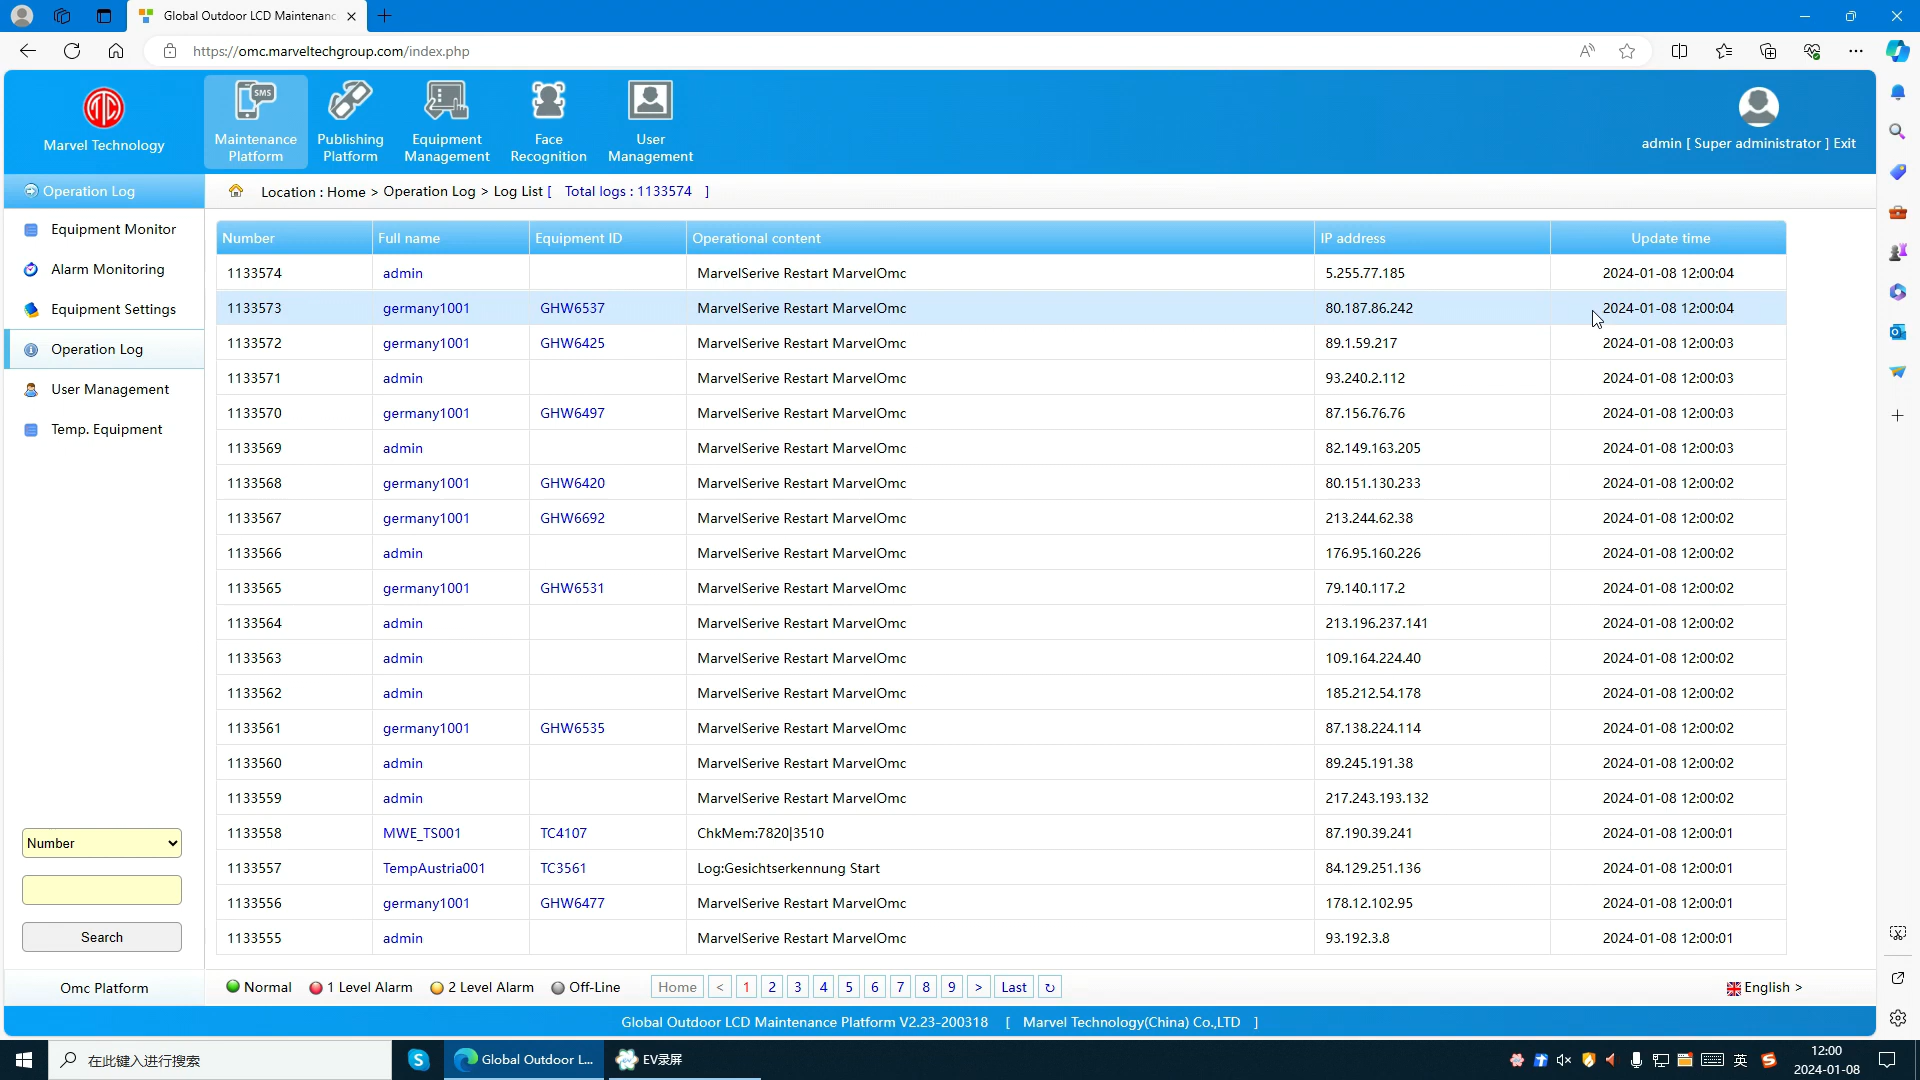 Global Outdoor LCD Maintenanc
https://omc.marveltechgroup.com/index.php
Marvel Technology
SMS
Maintenance Platform
Publishing Platform
Equipment Management
Face Recognition
User Management
admin [ Super administrator ] Exit
Operation Log
Location : Home > Operation Log > Log List [ Total logs : 1133574 ]
Equipment Monitor
Alarm Monitoring
Equipment Settings
Operation Log
User Management
Temp. Equipment
Number Full name Equipment ID Operational content IP address Update time
1133574 admin MarvelSerive Restart MarvelOmc 5.255.77.185 2024-01-08 12:00:04
1133573 germany1001 GHW6537 MarvelSerive Restart MarvelOmc 80.187.86.242 2024-01-08 12:00:04
1133572 germany1001 GHW6425 MarvelSerive Restart MarvelOmc 89.1.59.217 2024-01-08 12:00:03
1133571 admin MarvelSerive Restart MarvelOmc 93.240.2.112 2024-01-08 12:00:03
1133570 germany1001 GHW6497 MarvelSerive Restart MarvelOmc 87.156.76.76 2024-01-08 12:00:03
1133569 admin MarvelSerive Restart MarvelOmc 82.149.163.205 2024-01-08 12:00:03
1133568 germany1001 GHW6420 MarvelSerive Restart MarvelOmc 80.151.130.233 2024-01-08 12:00:02
1133567 germany1001 GHW6692 MarvelSerive Restart MarvelOmc 213.244.62.38 2024-01-08 12:00:02
1133566 admin MarvelSerive Restart MarvelOmc 176.95.160.226 2024-01-08 12:00:02
1133565 germany1001 GHW6531 MarvelSerive Restart MarvelOmc 79.140.117.2 2024-01-08 12:00:02
1133564 admin MarvelSerive Restart MarvelOmc 213.196.237.141 2024-01-08 12:00:02
1133563 admin MarvelSerive Restart MarvelOmc 109.164.224.40 2024-01-08 12:00:02
1133562 admin MarvelSerive Restart MarvelOmc 185.212.54.178 2024-01-08 12:00:02
1133561 germany1001 GHW6535 MarvelSerive Restart MarvelOmc 87.138.224.114 2024-01-08 12:00:02
1133560 admin MarvelSerive Restart MarvelOmc 89.245.191.38 2024-01-08 12:00:02
1133559 admin MarvelSerive Restart MarvelOmc 217.243.193.132 2024-01-08 12:00:02
1133558 MWE_TS001 TC4107 ChkMem:7820|3510 87.190.39.241 2024-01-08 12:00:01
1133557 TempAustria001 TC3561 Log:Gesichtserkennung Start 84.129.251.136 2024-01-08 12:00:01
1133556 germany1001 GHW6477 MarvelSerive Restart MarvelOmc 178.12.102.95 2024-01-08 12:00:01
1133555 admin MarvelSerive Restart MarvelOmc 93.192.3.8 2024-01-08 12:00:01
Number
Search
Omc Platform
Normal 1 Level Alarm 2 Level Alarm Off-Line Home < 1 2 3 4 5 6 7 8 9 > Last ↻ English >
Global Outdoor LCD Maintenance Platform V2.23-200318 [ Marvel Technology(China) Co.,LTD ]
在此键入进行搜索
Global Outdoor L...
EV录屏
英
12:00
2024-01-08